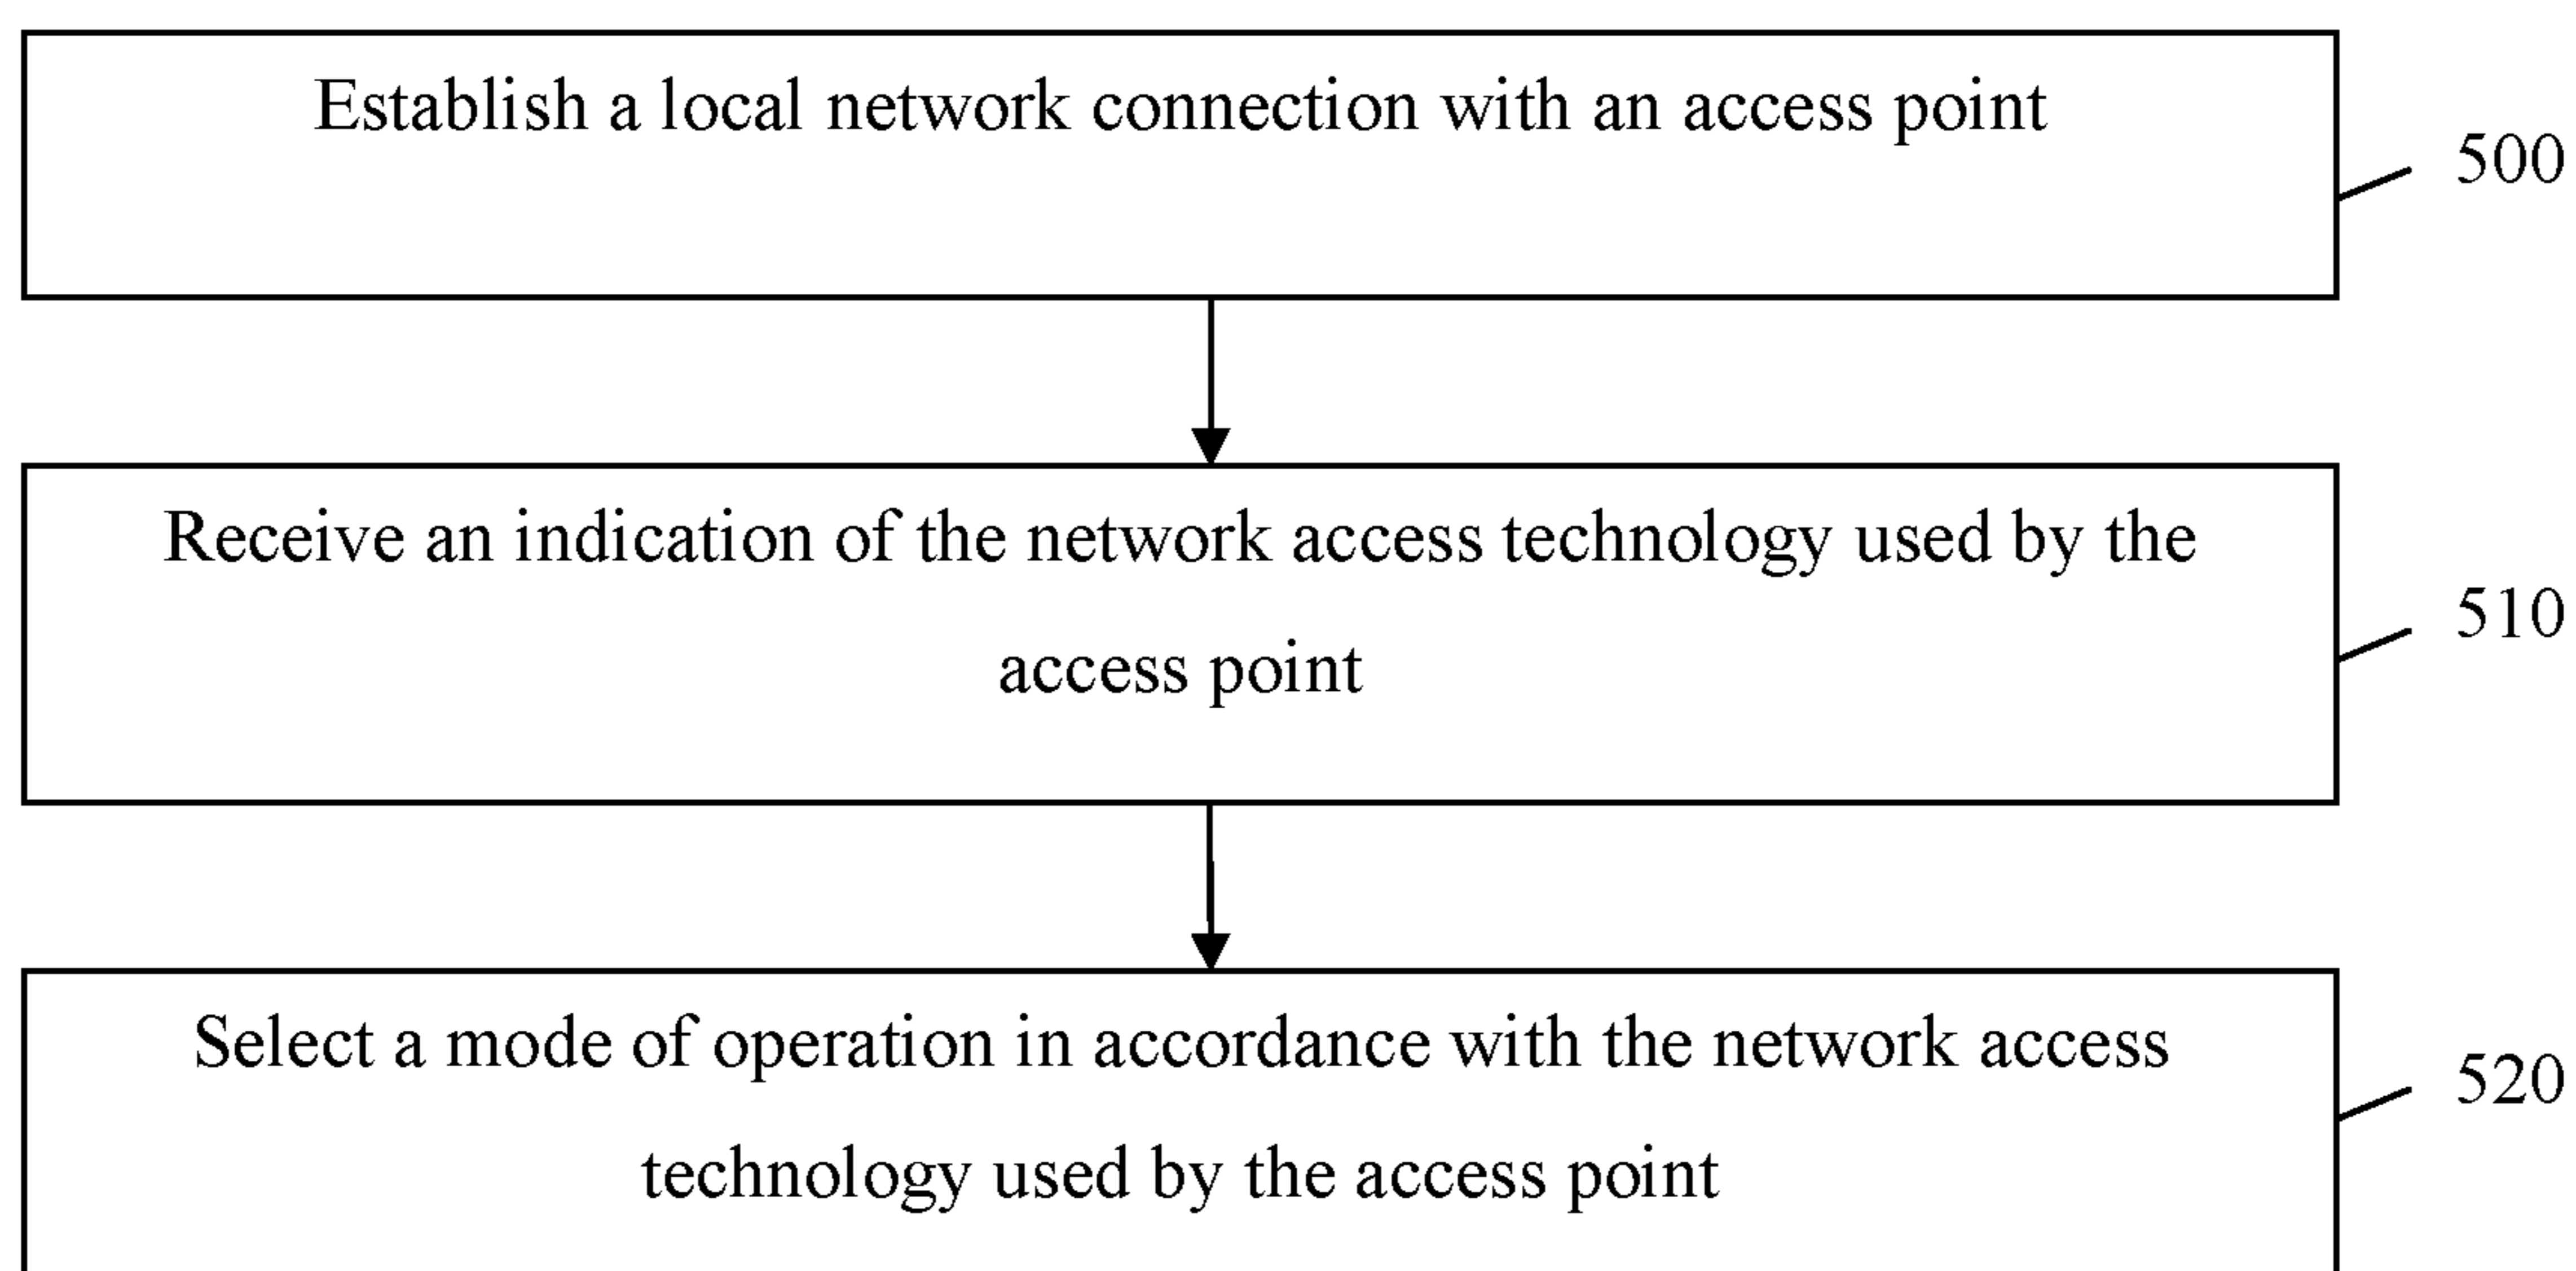 Establish a local network connection with an access point
500
Receive an indication of the network access technology used by the
access point
510
Select a mode of operation in accordance with the network access
technology used by the access point
520